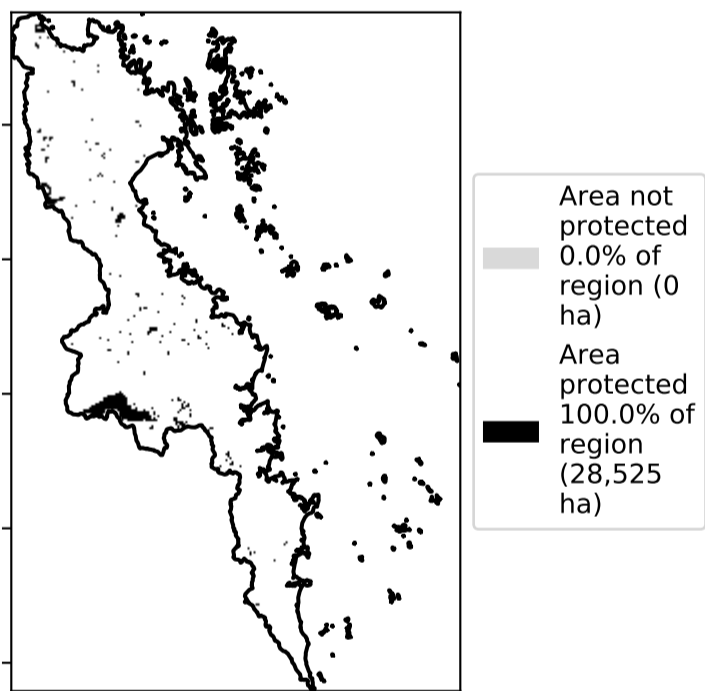 Area not
protected
0.0% of
region (0
ha)
Area
protected
100.0% of
region
(28,525
ha)